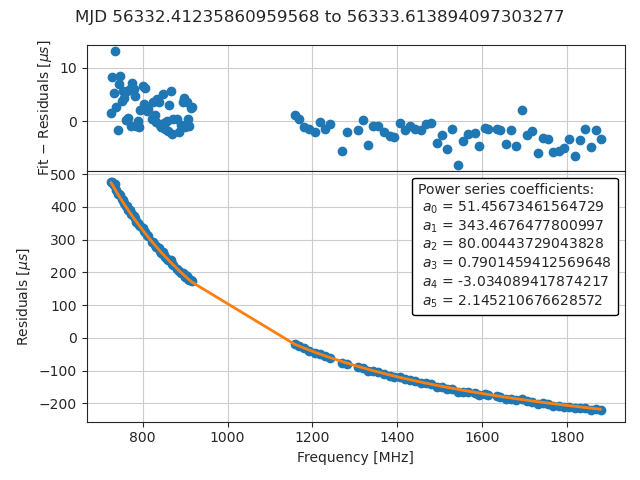 MJD 56332.41235860959568 to 56333.613894097303277
Fit − Residuals [μs]
10
0
500
400
300
200
100
0
−100
−200
Residuals [μs]
Power series coefficients:
a0 = 51.45673461564729
a1 = 343.4676477800997
a2 = 80.00443729043828
a3 = 0.7901459412569648
a4 = -3.034089417874217
a5 = 2.145210676628572
800 1000 1200 1400 1600 1800
Frequency [MHz]